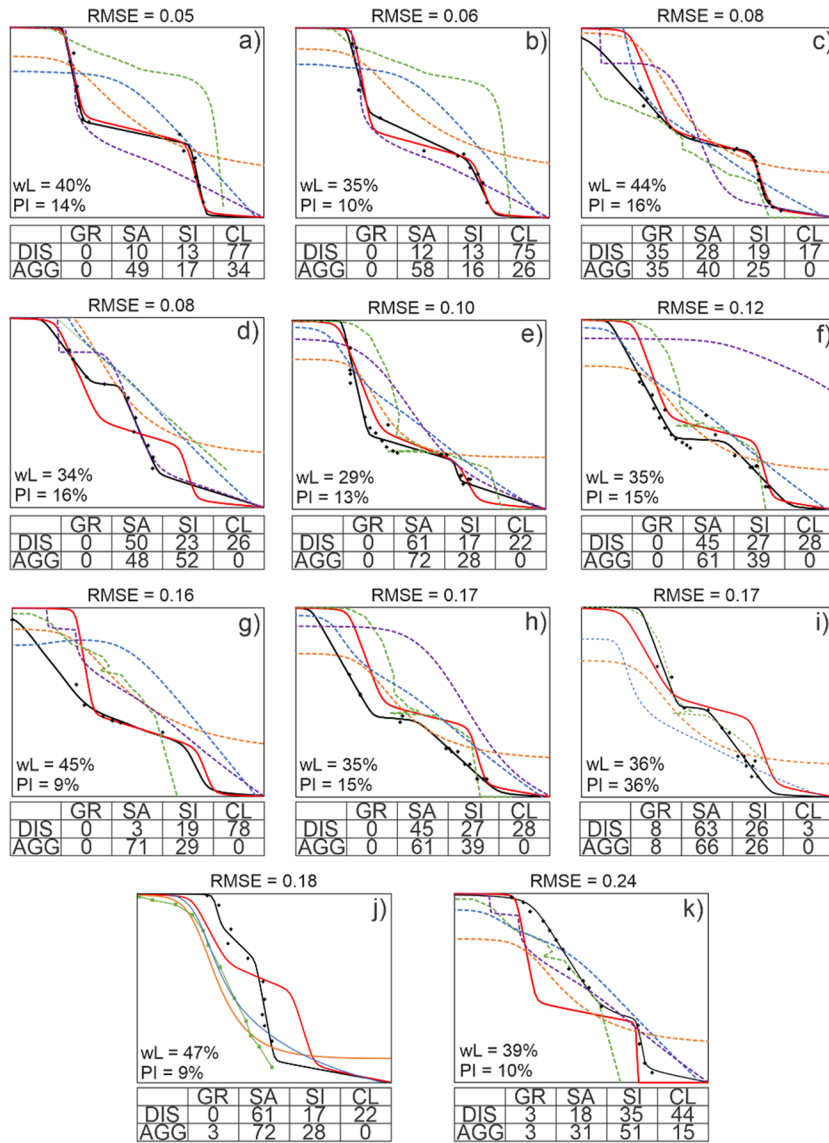 RMSE = 0.05
a)
wL = 40%
PI = 14%
GR SA SI CL
DIS 0 10 13 77
AGG 0 49 17 34
RMSE = 0.06
b)
wL = 35%
PI = 10%
GR SA SI CL
DIS 0 12 13 75
AGG 0 58 16 26
RMSE = 0.08
c)
wL = 44%
PI = 16%
GR SA SI CL
DIS 35 28 19 17
AGG 35 40 25 0
RMSE = 0.08
d)
wL = 34%
PI = 16%
GR SA SI CL
DIS 0 50 23 26
AGG 0 48 52 0
RMSE = 0.10
e)
wL = 29%
PI = 13%
GR SA SI CL
DIS 0 61 17 22
AGG 0 72 28 0
RMSE = 0.12
f)
wL = 35%
PI = 15%
GR SA SI CL
DIS 0 45 27 28
AGG 0 61 39 0
RMSE = 0.16
g)
wL = 45%
PI = 9%
GR SA SI CL
DIS 0 3 19 78
AGG 0 71 29 0
RMSE = 0.17
h)
wL = 35%
PI = 15%
GR SA SI CL
DIS 0 45 27 28
AGG 0 61 39 0
RMSE = 0.17
i)
wL = 36%
PI = 36%
GR SA SI CL
DIS 8 63 26 3
AGG 8 66 26 0
RMSE = 0.18
j)
wL = 47%
PI = 9%
GR SA SI CL
DIS 0 61 17 22
AGG 3 72 28 0
RMSE = 0.24
k)
wL = 39%
PI = 10%
GR SA SI CL
DIS 3 18 35 44
AGG 3 31 51 15